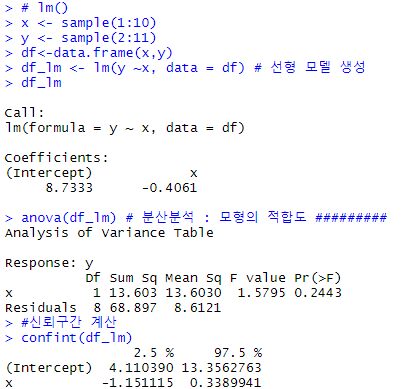 > # lm()
> x <- sample(1:10)
> y <- sample(2:11)
> df<-data.frame(x,y)
> df_lm <- lm(y ~x, data = df) # 선형 모델 생성
> df_lm
Call:
lm(formula = y ~ x, data = df)
Coefficients:
(Intercept)            x
     8.7333      -0.4061
> anova(df_lm) # 분산분석 : 모형의 적합도 #########
Analysis of Variance Table
Response: y
          Df Sum Sq Mean Sq F value Pr(>F)
x          1 13.603 13.6030  1.5795 0.2443
Residuals  8 68.897  8.6121
> #신뢰구간 계산
> confint(df_lm)
                2.5 %     97.5 %
(Intercept)  4.110390 13.3562763
x           -1.151115  0.3389941